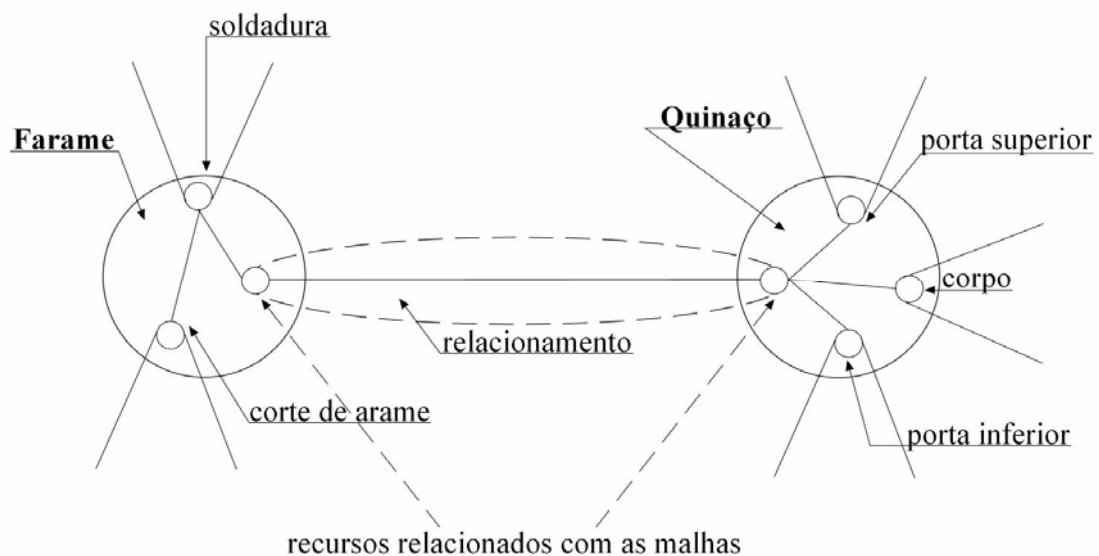 soldadura
Farame
Quinaço
porta superior
corpo
relacionamento
corte de arame
porta inferior
recursos relacionados com as malhas